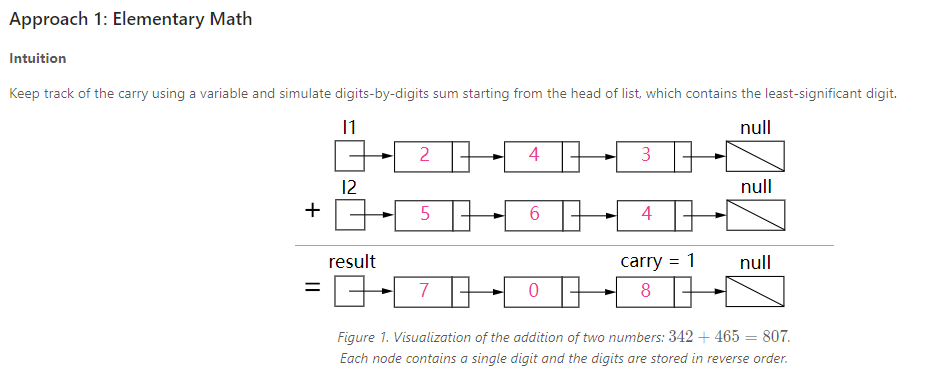 Approach 1: Elementary Math
Intuition
Keep track of the carry using a variable and simulate digits-by-digits sum starting from the head of list, which contains the least-significant digit.
l1 null
2 4 3
l2 null
+ 5 6 4
result carry = 1 null
= 7 0 8
Figure 1. Visualization of the addition of two numbers: 342 + 465 = 807.
Each node contains a single digit and the digits are stored in reverse order.